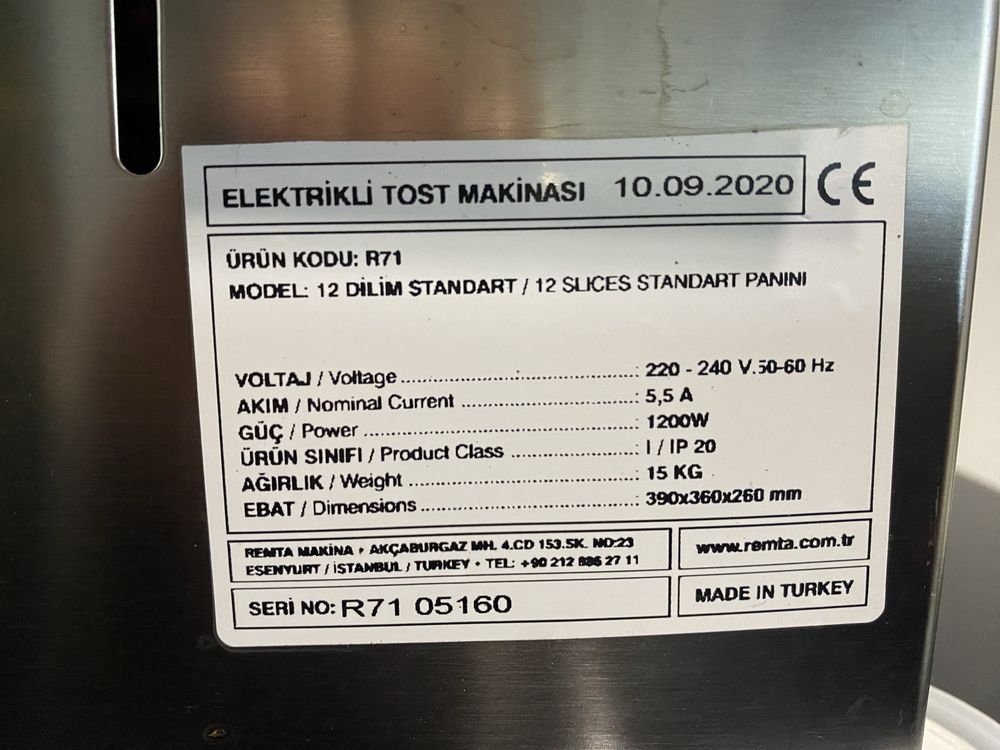 ELEKTRİKLİ TOST MAKİNASI 10.09.2020 CE
ÜRÜN KODU: R71
MODEL: 12 DİLİM STANDART / 12 SLICES STANDART PANINI
VOLTAJ / Voltage ........................................: 220 - 240 V.50-60 Hz
AKIM / Nominal Current ..............................: 5,5 A
GÜÇ / Power ..............................................: 1200W
ÜRÜN SINIFI / Product Class .....................: I / IP 20
AĞIRLIK / Weight .......................................: 15 KG
EBAT / Dimensions .....................................: 390x360x260 mm
REMTA MAKİNA • AKÇABURGAZ MH. 4.CD 153.SK. NO:23
ESENYURT / İSTANBUL / TURKEY • TEL: +90 212 886 27 11
www.remta.com.tr
SERİ NO: R71 05160
MADE IN TURKEY